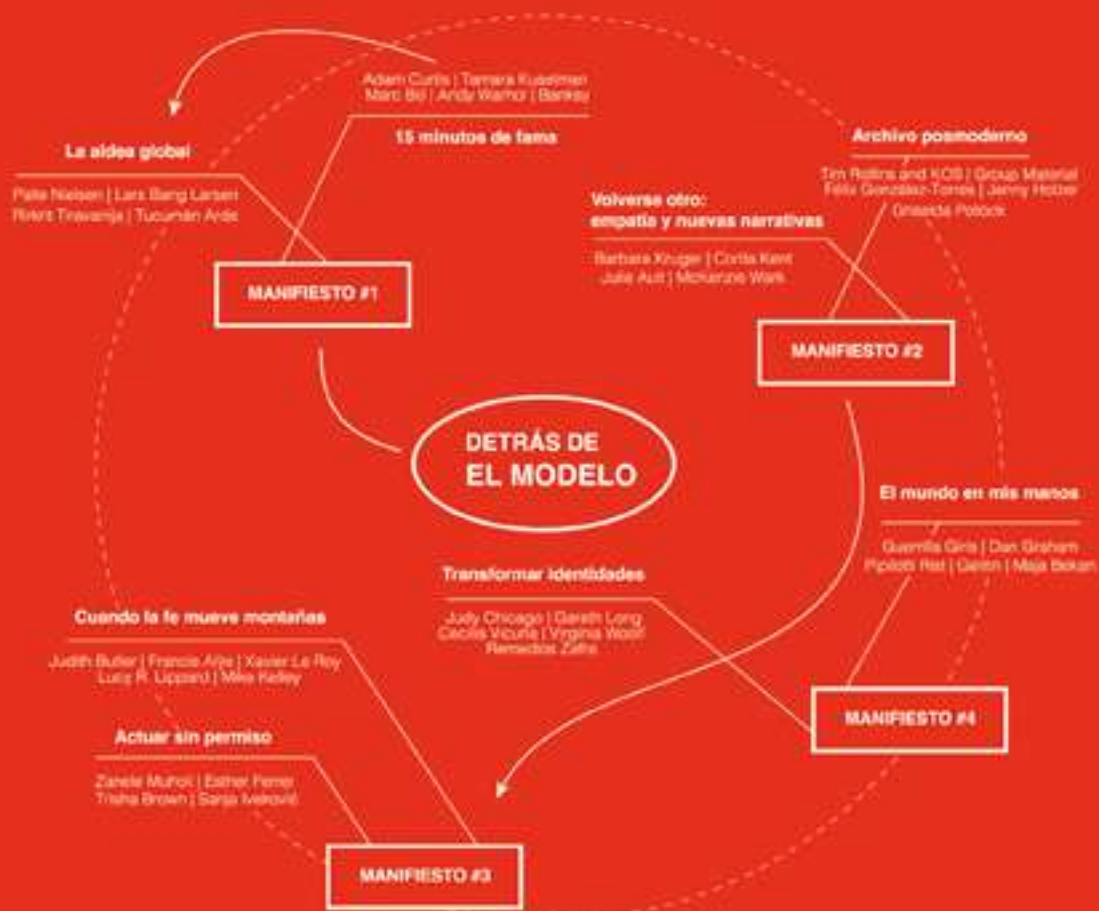 Adam Curtis | Tamara Kuselman
Marc Bijl | Andy Warhol | Banksy
15 minutos de fama
La aldea global
Palle Nielsen | Lars Bang Larsen
Rirkrit Tiravanija | Tucumán Arde
MANIFIESTO #1
Archivo posmoderno
Tim Rollins and KOS | Group Material
Félix González-Torres | Jenny Holzer
Griselda Pollock
Volverse otro:
empatía y nuevas narrativas
Barbara Kruger | Corita Kent
Julie Ault | McKenzie Wark
MANIFIESTO #2
DETRÁS DE
EL MODELO
El mundo en mis manos
Guerrilla Girls | Dan Graham
Pipilotti Rist | Gelitin | Maja Bekan
Transformar identidades
Judy Chicago | Gareth Long
Cecilia Vicuña | Virginia Woolf
Remedios Zafra
MANIFIESTO #4
Cuando la fe mueve montañas
Judith Butler | Francis Alÿs | Xavier Le Roy
Lucy R. Lippard | Mike Kelley
Actuar sin permiso
Zanele Muholi | Esther Ferrer
Trisha Brown | Sanja Iveković
MANIFIESTO #3